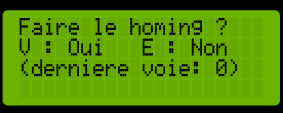 Faire le homing ?
V : Oui   E : Non
(derniere voie: 0)